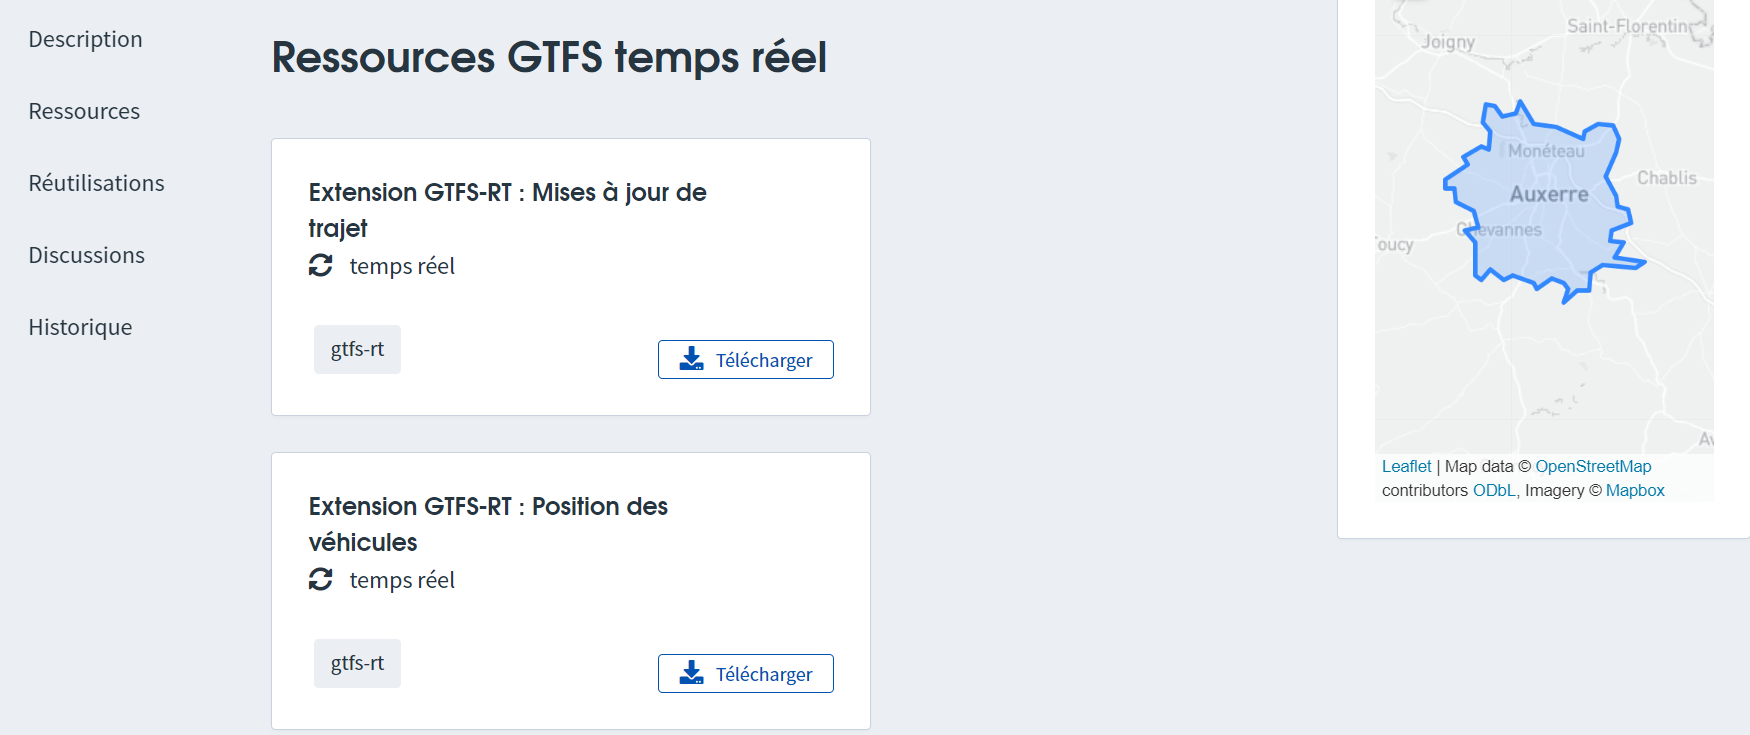 Description
Ressources
Réutilisations
Discussions
Historique
Ressources GTFS temps réel
Extension GTFS-RT : Mises à jour de
trajet
temps réel
gtfs-rt
Télécharger
Extension GTFS-RT : Position des
véhicules
temps réel
gtfs-rt
Télécharger
Saint-Florentin
Joigny
Monéteau
Chablis
Auxerre
Chevannes
Toucy
Av
Leaflet | Map data © OpenStreetMap
contributors ODbL, Imagery © Mapbox